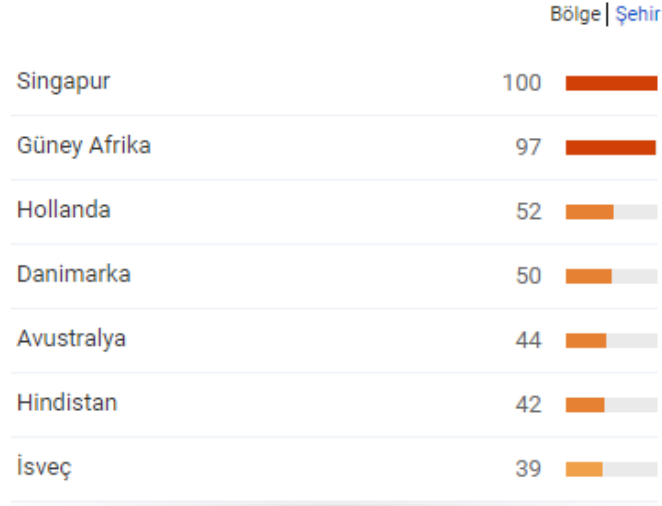 Bölge | Şehir
Singapur 100
Güney Afrika 97
Hollanda 52
Danimarka 50
Avustralya 44
Hindistan 42
İsveç 39